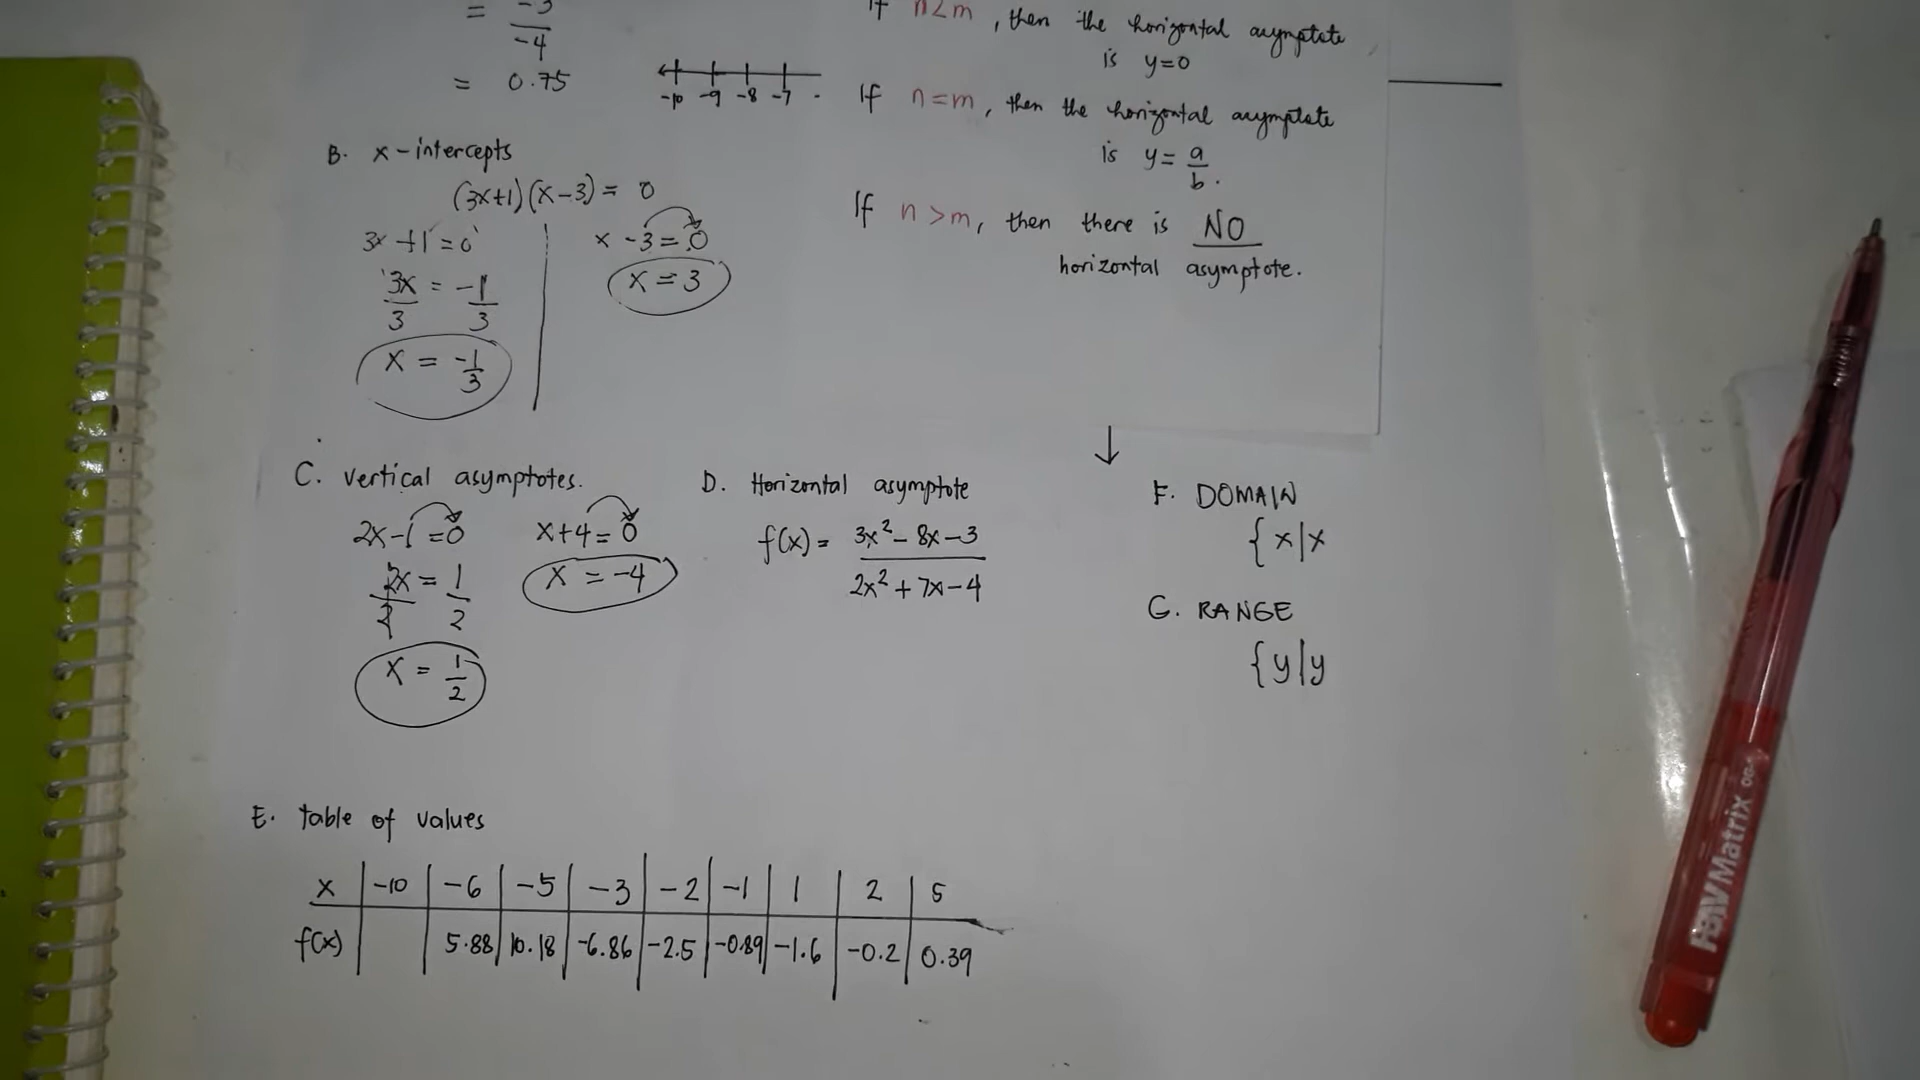 = -3
-4
= 0.75
-10 -9 -8 -7
If n<m, then the horizontal asymptote
is y=0
If n=m, then the horizontal asymptote
is y= a
b.
If n>m, then there is NO
horizontal asymptote.
B. x-intercepts
(3x+1)(x-3)= 0
3x+1=0
3x = -1
3 3
x = -1
3
x -3=0
x = 3
C. vertical asymptotes.
2x-1=0
2x = 1
2 2
x = 1
2
x+4=0
x = -4
D. Horizontal asymptote
f(x)= 3x²-8x-3
2x²+7x-4
F. DOMAIN
{x|x
G. RANGE
{y|y
E. table of values
x -10 -6 -5 -3 -2 -1 1 2 5
f(x) 5.88 10.18 -6.86 -2.5 -0.89 -1.6 -0.2 0.39
Matrix